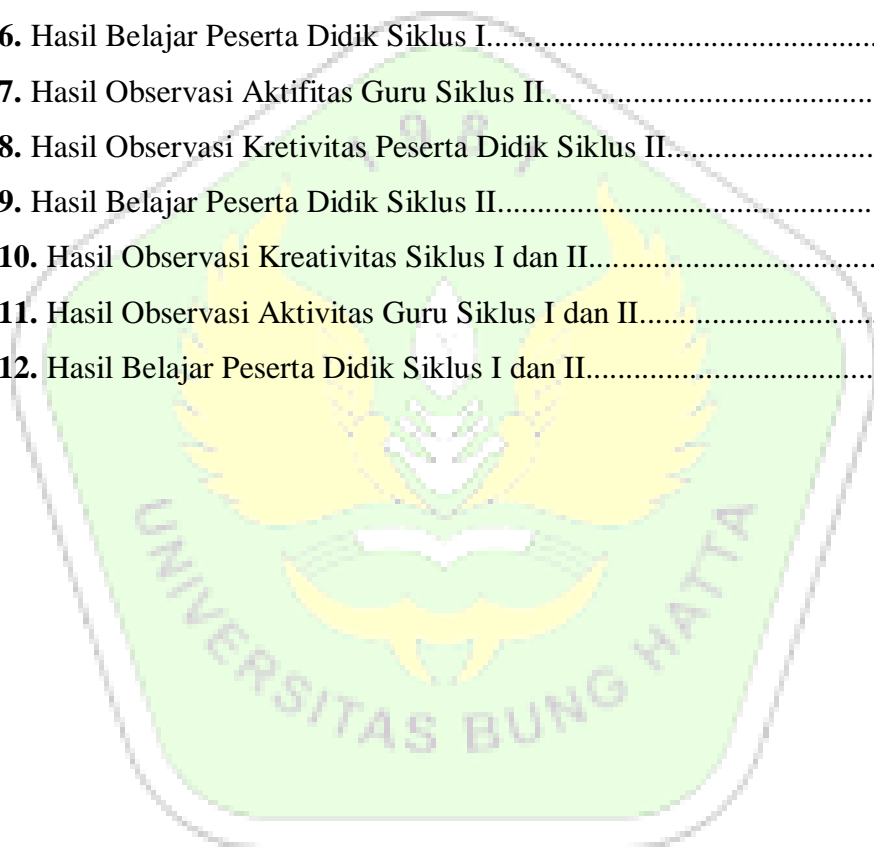 6. Hasil Belajar Peserta Didik Siklus I....................................................
7. Hasil Observasi Aktifitas Guru Siklus II.............................................
8. Hasil Observasi Kretivitas Peserta Didik Siklus II.............................
9. Hasil Belajar Peserta Didik Siklus II...................................................
10. Hasil Observasi Kreativitas Siklus I dan II.......................................
11. Hasil Observasi Aktivitas Guru Siklus I dan II................................
12. Hasil Belajar Peserta Didik Siklus I dan II.......................................
1981
UNIVERSITAS BUNG HATTA